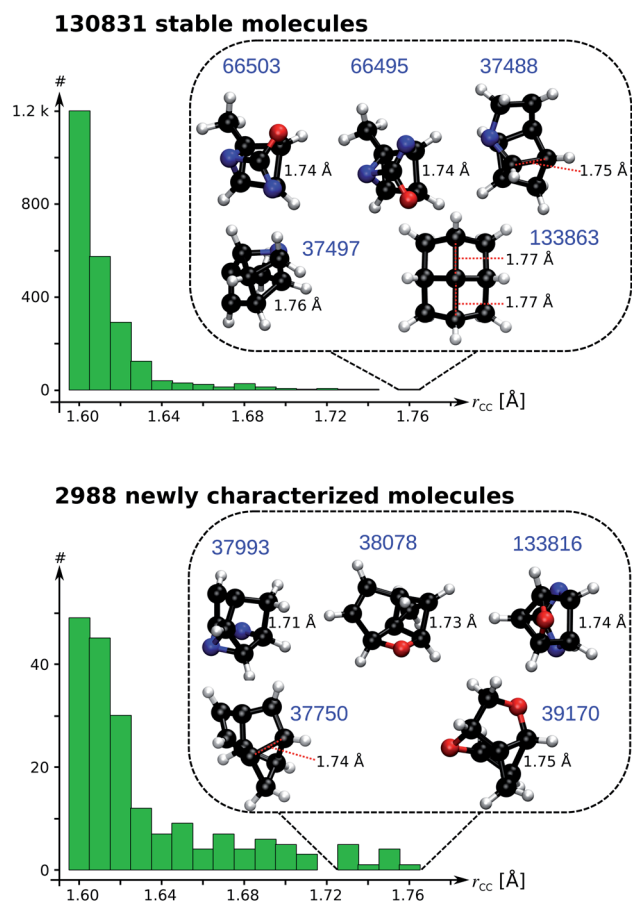 130831 stable molecules
#
66503 66495 37488
1.2 k
1.74 Å 1.74 Å 1.75 Å
800
37497 133863
1.77 Å
400
1.76 Å 1.77 Å
0
1.60 1.64 1.68 1.72 1.76 rCC [Å]
2988 newly characterized molecules
#
37993 38078 133816
1.71 Å 1.73 Å 1.74 Å
40
37750 39170
20
1.74 Å 1.75 Å
0
1.60 1.64 1.68 1.72 1.76 rCC [Å]